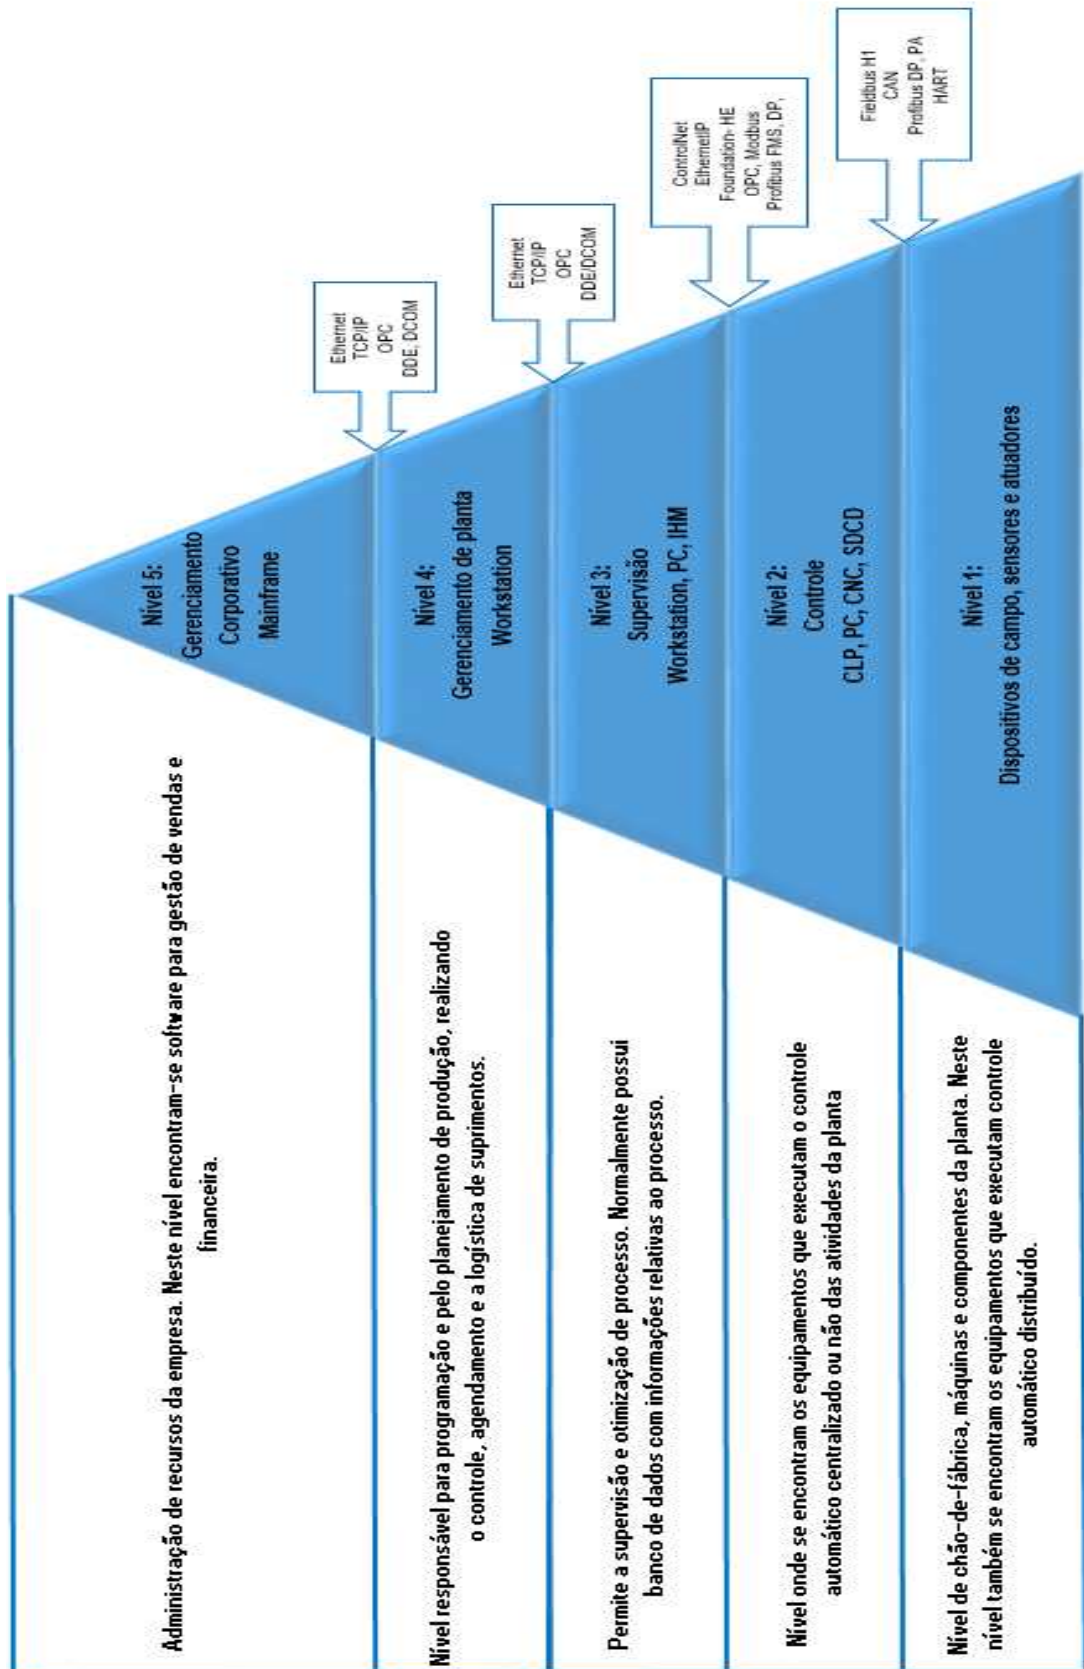 Administração de recursos da empresa. Neste nível encontram-se software para gestão de vendas e
financeira.
Nível 5:
Gerenciamento
Corporativo
Mainframe
Ethernet
TCP/IP
OPC
DDE, DCOM
Nível responsável para programação e pelo planejamento de produção, realizando
o controle, agendamento e a logística de suprimentos.
Nível 4:
Gerenciamento de planta
Workstation
Ethernet
TCP/IP
OPC
DDE/DCOM
Permite a supervisão e otimização de processo. Normalmente possui
banco de dados com informações relativas ao processo.
Nível 3:
Supervisão
Workstation, PC, IHM
ControlNet
EthernetIP
Foundation- HE
OPC, Modbus
Profibus FMS, DP,
Nível onde se encontram os equipamentos que executam o controle
automático centralizado ou não das atividades da planta
Nível 2:
Controle
CLP, PC, CNC, SDCD
Fieldbus H1
CAN
Profibus DP, PA
HART
Nível de chão-de-fábrica, máquinas e componentes da planta. Neste
nível também se encontram os equipamentos que executam controle
automático distribuído.
Nível 1:
Dispositivos de campo, sensores e atuadores